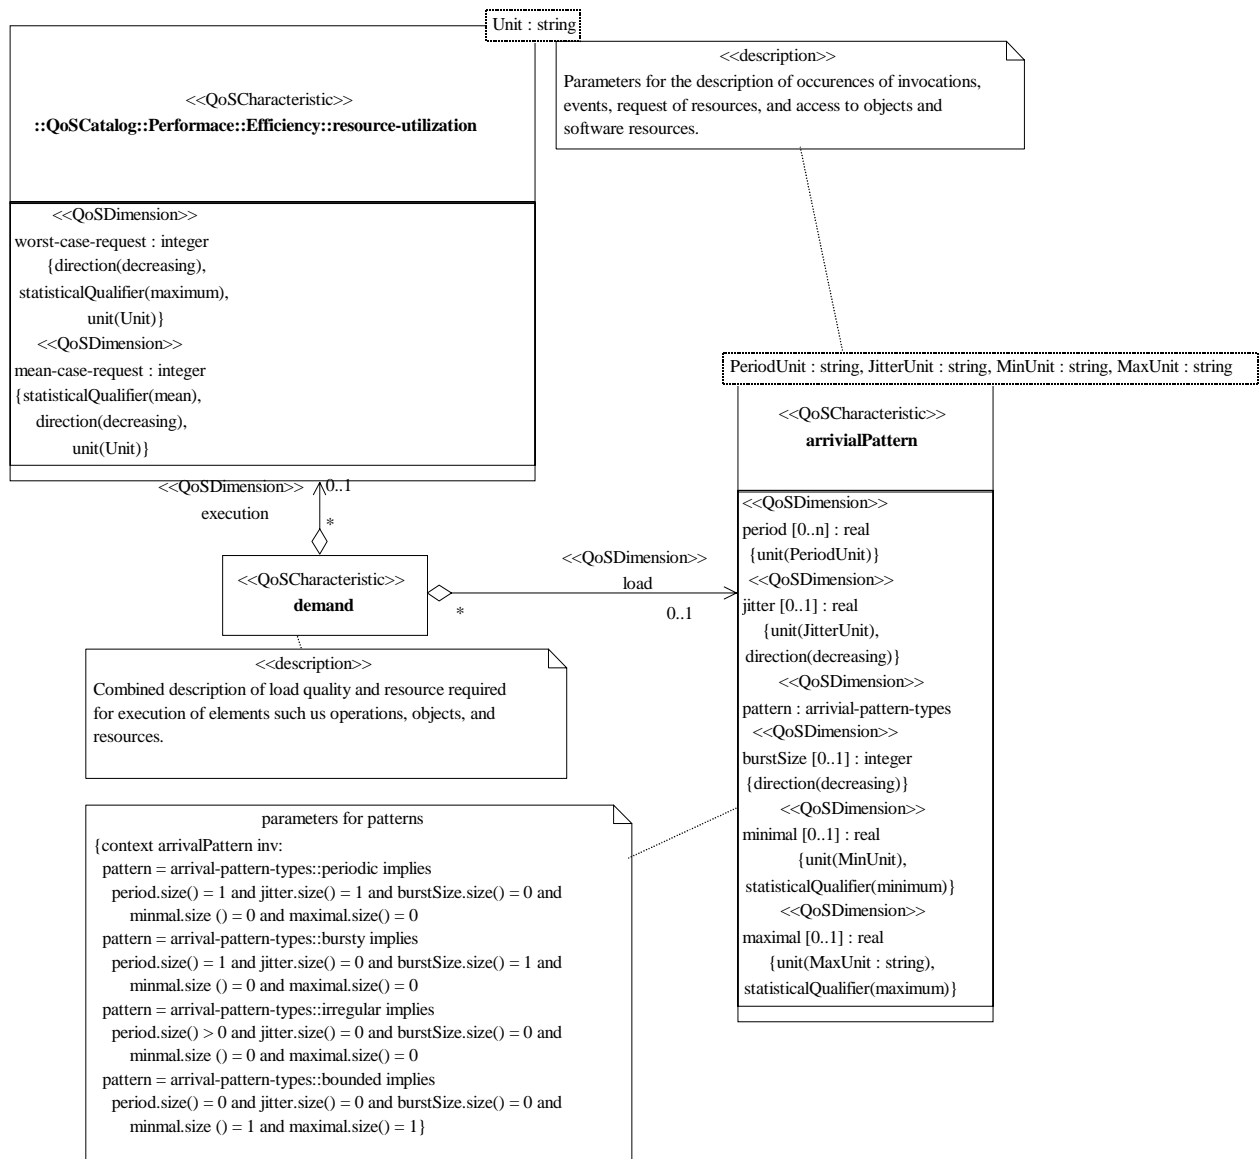 Unit : string
<<QoSCharacteristic>>
::QoSCatalog::Performace::Efficiency::resource-utilization
<<QoSDimension>>
worst-case-request : integer
{direction(decreasing),
statisticalQualifier(maximum),
unit(Unit)}
<<QoSDimension>>
mean-case-request : integer
{statisticalQualifier(mean),
direction(decreasing),
unit(Unit)}
<<description>>
Parameters for the description of occurences of invocations,
events, request of resources, and access to objects and
software resources.
PeriodUnit : string, JitterUnit : string, MinUnit : string, MaxUnit : string
<<QoSCharacteristic>>
arrivialPattern
<<QoSDimension>>
period [0..n] : real
{unit(PeriodUnit)}
<<QoSDimension>>
jitter [0..1] : real
{unit(JitterUnit),
direction(decreasing)}
<<QoSDimension>>
pattern : arrivial-pattern-types
<<QoSDimension>>
burstSize [0..1] : integer
{direction(decreasing)}
<<QoSDimension>>
minimal [0..1] : real
{unit(MinUnit),
statisticalQualifier(minimum)}
<<QoSDimension>>
maximal [0..1] : real
{unit(MaxUnit : string),
statisticalQualifier(maximum)}
<<QoSDimension>>
execution
0..1
*
<<QoSCharacteristic>>
demand
<<QoSDimension>>
load
*
0..1
<<description>>
Combined description of load quality and resource required
for execution of elements such us operations, objects, and
resources.
parameters for patterns
{context arrivalPattern inv:
pattern = arrival-pattern-types::periodic implies
period.size() = 1 and jitter.size() = 1 and burstSize.size() = 0 and
minmal.size () = 0 and maximal.size() = 0
pattern = arrival-pattern-types::bursty implies
period.size() = 1 and jitter.size() = 0 and burstSize.size() = 1 and
minmal.size () = 0 and maximal.size() = 0
pattern = arrival-pattern-types::irregular implies
period.size() > 0 and jitter.size() = 0 and burstSize.size() = 0 and
minmal.size () = 0 and maximal.size() = 0
pattern = arrival-pattern-types::bounded implies
period.size() = 0 and jitter.size() = 0 and burstSize.size() = 0 and
minmal.size () = 1 and maximal.size() = 1}